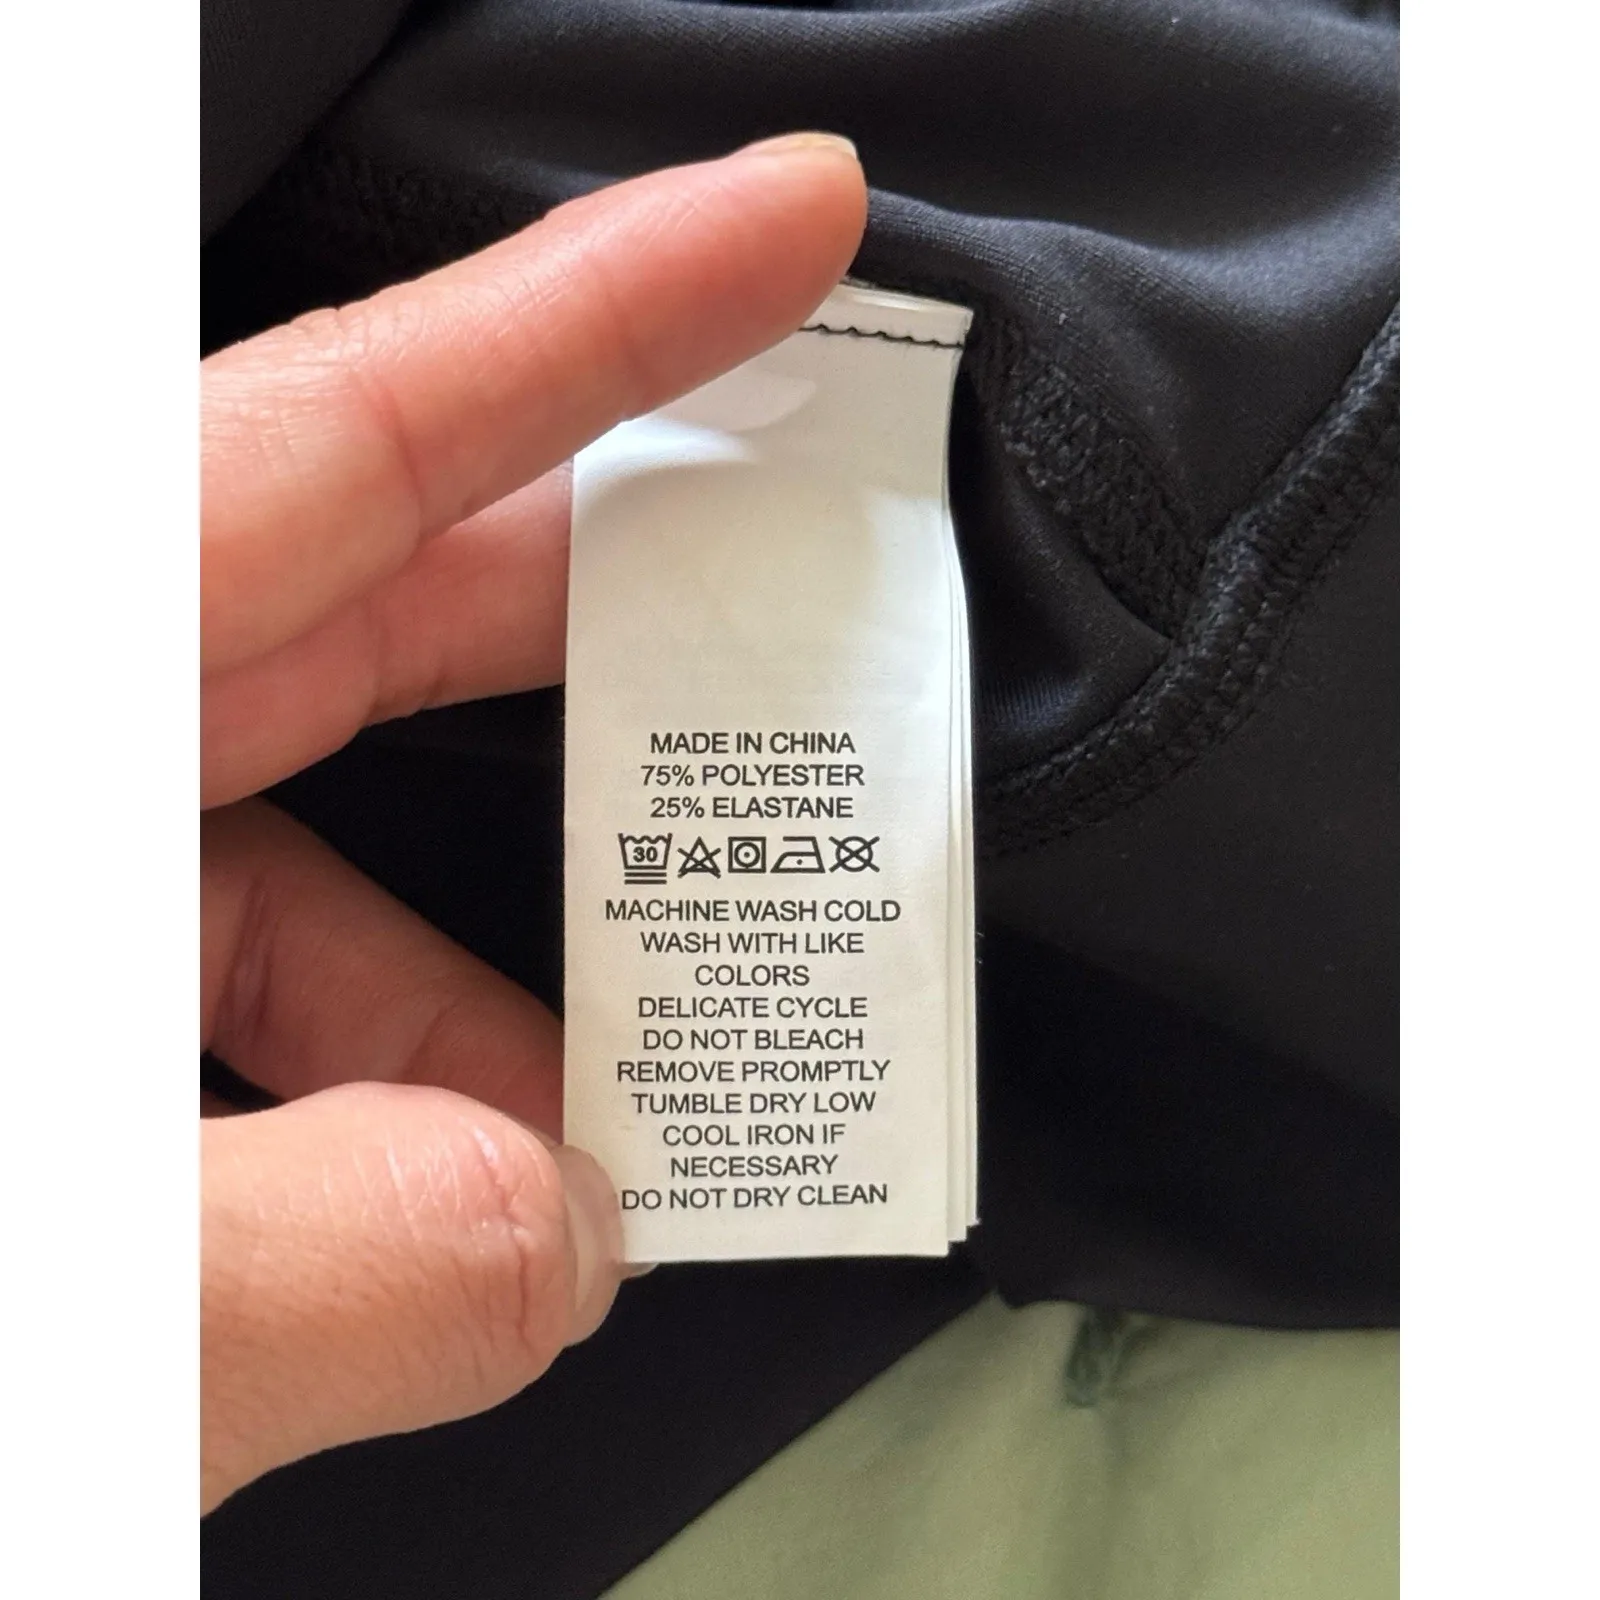 MADE IN CHINA
75% POLYESTER
25% ELASTANE
30
MACHINE WASH COLD
WASH WITH LIKE
COLORS
DELICATE CYCLE
DO NOT BLEACH
REMOVE PROMPTLY
TUMBLE DRY LOW
COOL IRON IF
NECESSARY
DO NOT DRY CLEAN